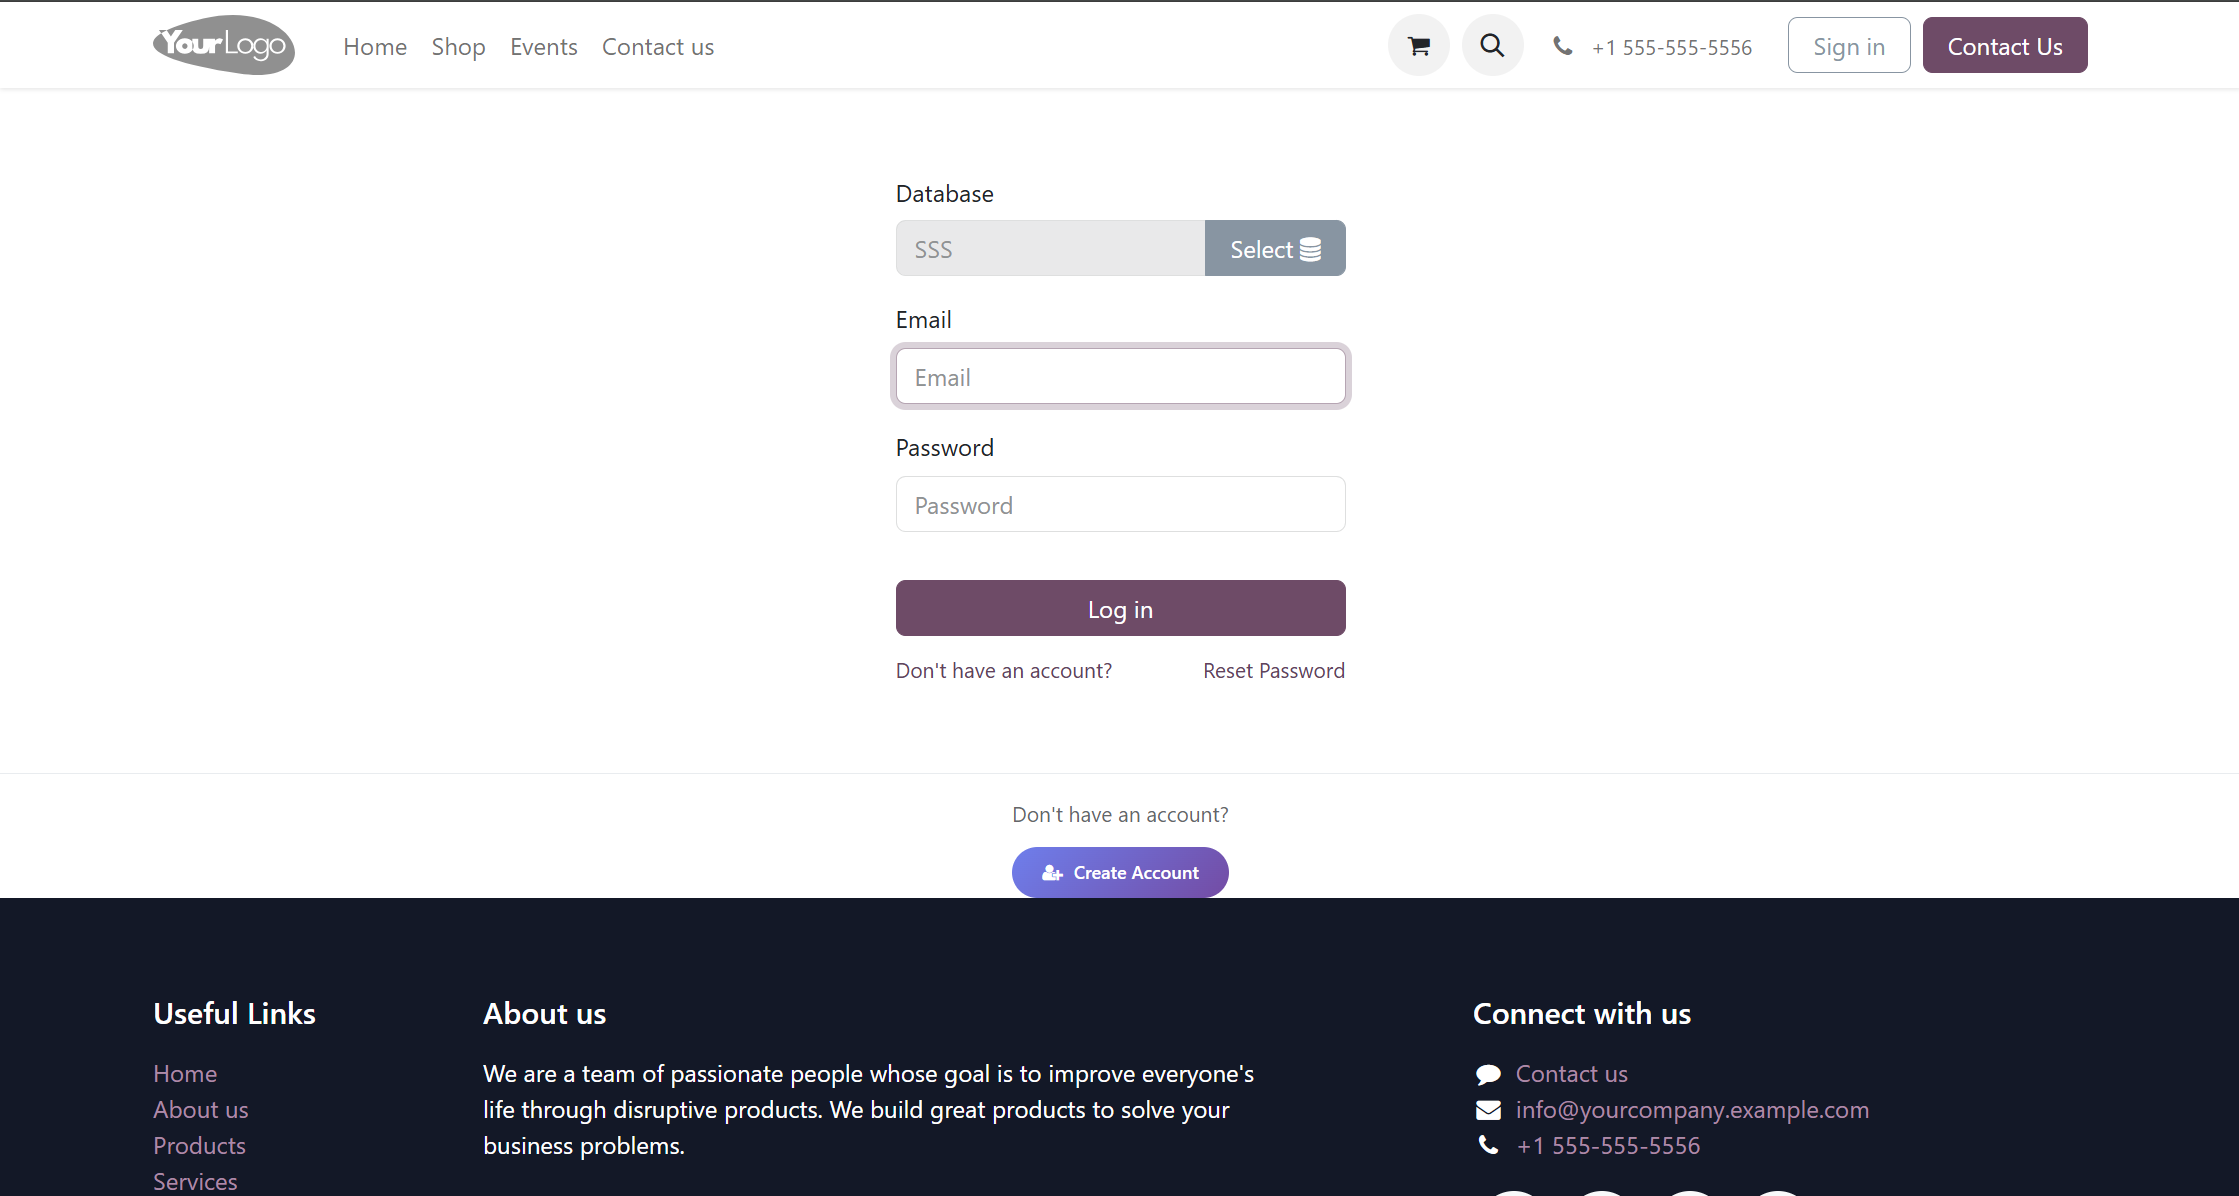 YourLogo
Home Shop Events Contact us
+1 555-555-5556
Sign in
Contact Us
Database
SSS
Select
Email
Email
Password
Password
Log in
Don't have an account? Reset Password
Don't have an account?
Create Account
Useful Links
Home
About us
Products
Services
About us
We are a team of passionate people whose goal is to improve everyone's
life through disruptive products. We build great products to solve your
business problems.
Connect with us
Contact us
info@yourcompany.example.com
+1 555-555-5556